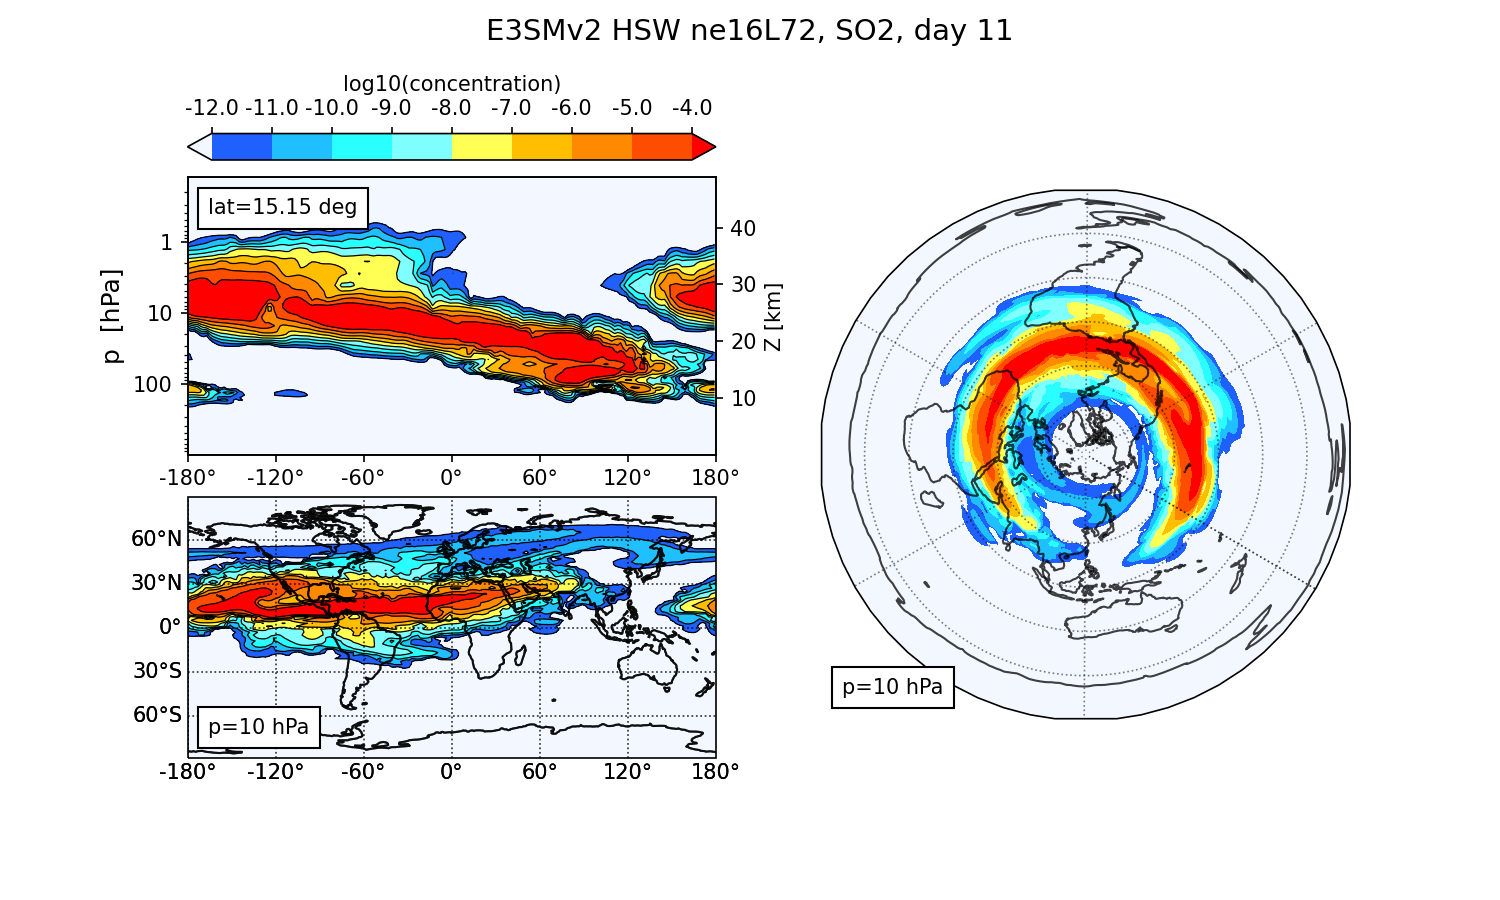 E3SMv2 HSW ne16L72, SO2, day 11
log10(concentration)
-12.0 -11.0 -10.0 -9.0 -8.0 -7.0 -6.0 -5.0 -4.0
lat=15.15 deg
1
10
100
p [hPa]
40
30
20
10
Z [km]
-180° -120° -60° 0° 60° 120° 180°
60°N
30°N
0°
30°S
60°S
p=10 hPa
-180° -120° -60° 0° 60° 120° 180°
p=10 hPa